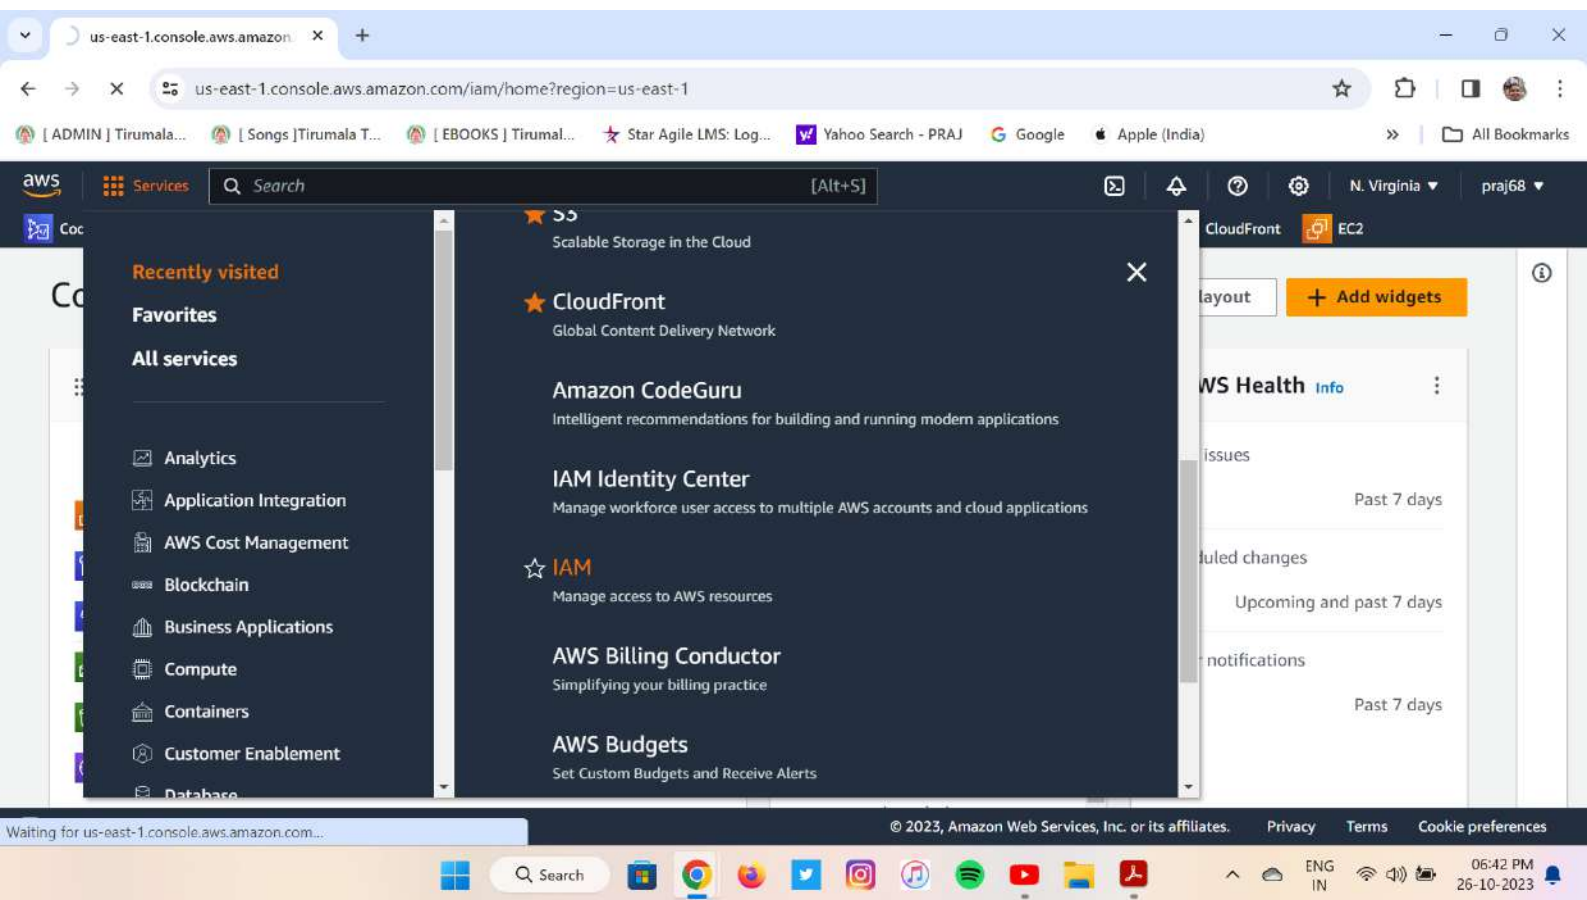 us-east-1.console.aws.amazon
us-east-1.console.aws.amazon.com/iam/home?region=us-east-1
[ ADMIN ] Tirumala... [ Songs ]Tirumala T... [ EBOOKS ] Tirumal... Star Agile LMS: Log... Yahoo Search - PRAJ Google Apple (India) » All Bookmarks
aws Services Search [Alt+S] N. Virginia praj68
CloudFront EC2
S3
Scalable Storage in the Cloud
Recently visited
Favorites
All services
Analytics
Application Integration
AWS Cost Management
Blockchain
Business Applications
Compute
Containers
Customer Enablement
Database
CloudFront
Global Content Delivery Network
Amazon CodeGuru
Intelligent recommendations for building and running modern applications
IAM Identity Center
Manage workforce user access to multiple AWS accounts and cloud applications
IAM
Manage access to AWS resources
AWS Billing Conductor
Simplifying your billing practice
AWS Budgets
Set Custom Budgets and Receive Alerts
layout + Add widgets
WS Health Info
issues
Past 7 days
duled changes
Upcoming and past 7 days
notifications
Past 7 days
Waiting for us-east-1.console.aws.amazon.com...
© 2023, Amazon Web Services, Inc. or its affiliates. Privacy Terms Cookie preferences
Search
ENG
IN
06:42 PM
26-10-2023